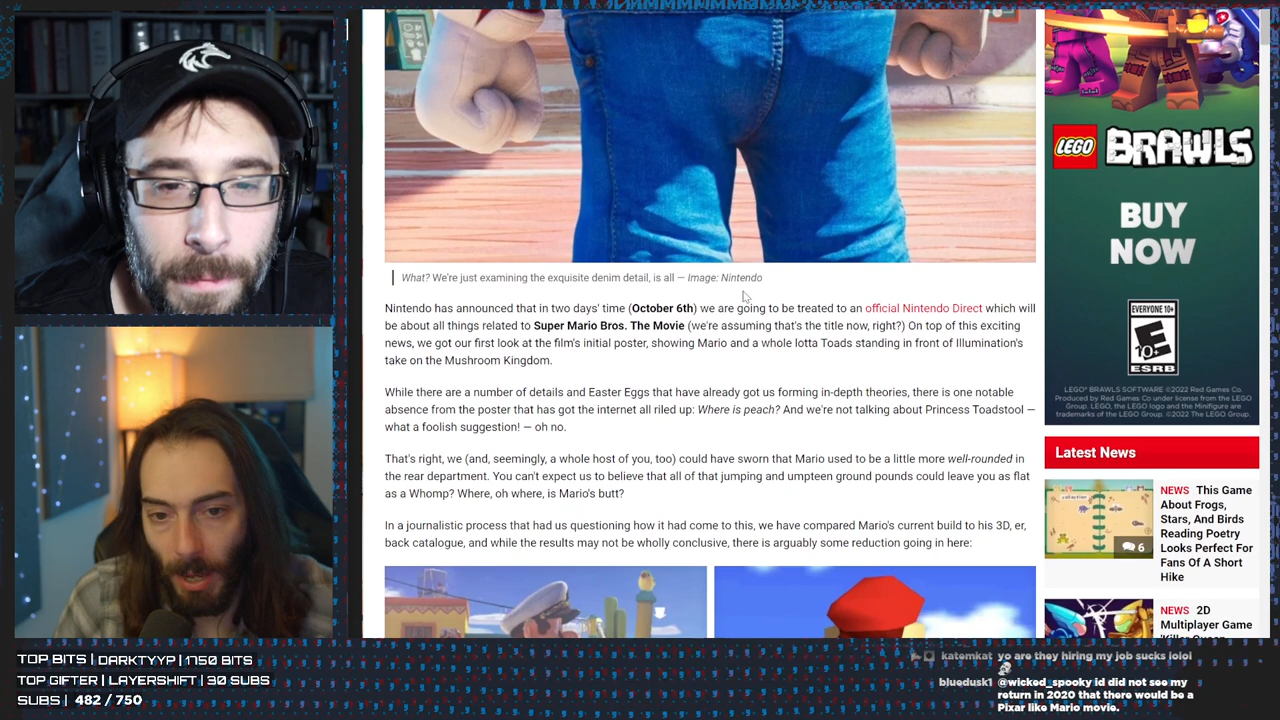 What? We're just examining the exquisite denim detail, is all — Image: Nintendo
Nintendo has announced that in two days' time (October 6th) we are going to be treated to an official Nintendo Direct which will
be about all things related to Super Mario Bros. The Movie (we're assuming that's the title now, right?) On top of this exciting
news, we got our first look at the film's initial poster, showing Mario and a whole lotta Toads standing in front of Illumination's
take on the Mushroom Kingdom.
While there are a number of details and Easter Eggs that have already got us forming in-depth theories, there is one notable
absence from the poster that has got the internet all riled up: Where is peach? And we're not talking about Princess Toadstool —
what a foolish suggestion! — oh no.
That's right, we (and, seemingly, a whole host of you, too) could have sworn that Mario used to be a little more well-rounded in
the rear department. You can't expect us to believe that all of that jumping and umpteen ground pounds could leave you as flat
as a Whomp? Where, oh where, is Mario's butt?
In a journalistic process that had us questioning how it had come to this, we have compared Mario's current build to his 3D, er,
back catalogue, and while the results may not be wholly conclusive, there is arguably some reduction going in here:
LEGO BRAWLS
BUY
NOW
EVERYONE 10+
E10+
ESRB
LEGO® BRAWLS SOFTWARE ©2022 Red Games Co.
Produced by Red Games Co under license from the LEGO
Group. LEGO, the LEGO logo and the Minifigure are
trademarks of the LEGO Group. ©2022 The LEGO Group.
Latest News
NEWS This Game
About Frogs,
Stars, And Birds
Reading Poetry
Looks Perfect For
Fans Of A Short
Hike
6
NEWS 2D
Multiplayer Game
'Killer Queen
TOP BITS | DARKTYYP | 1750 BITS
TOP GIFTER | LAYERSHIFT | 30 SUBS
SUBS | 482 / 750
katemkat yo are they hiring my job sucks loloi
bluedusk1 @wicked_spooky id did not see my
return in 2020 that there would be a
Pixar like Mario movie.